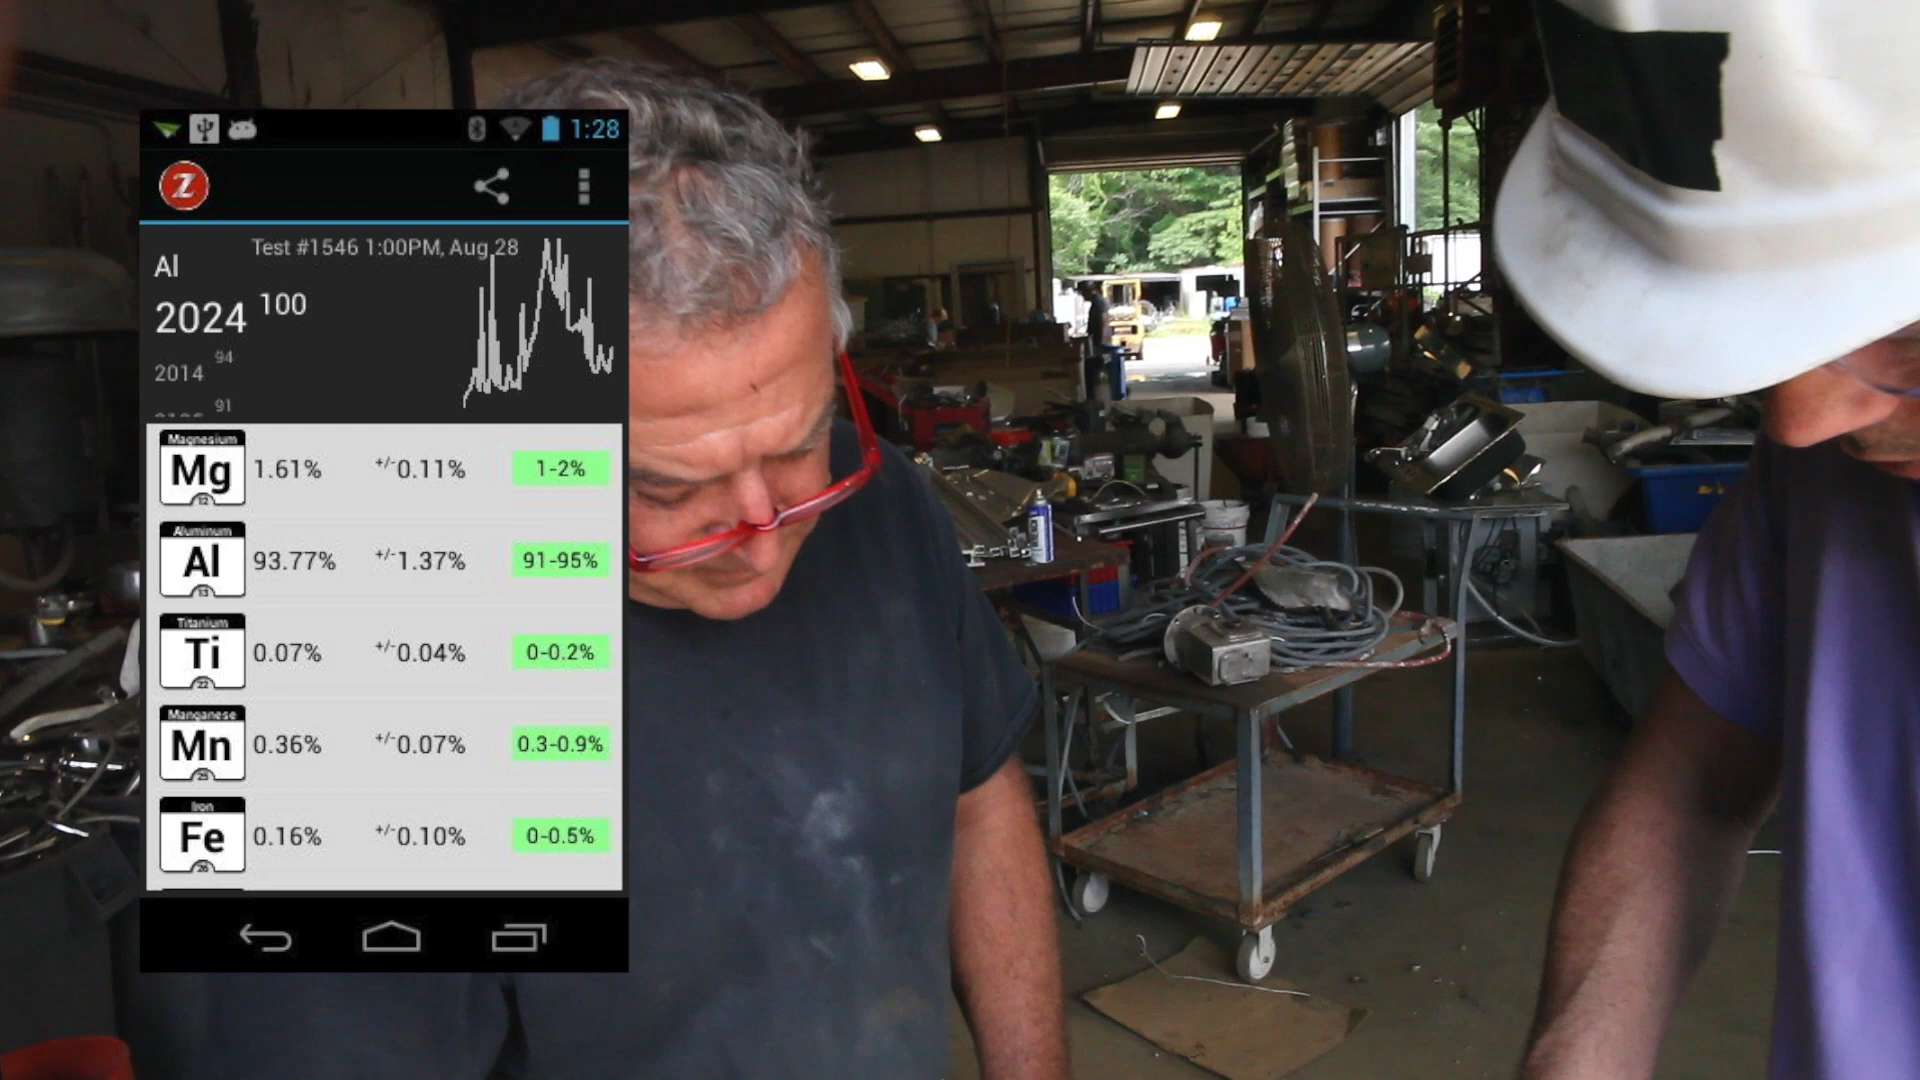 1:28
Z
Test #1546 1:00PM, Aug 28
Al
2024 100
2014 94
91
Magnesium
Mg 1.61% +/-0.11% 1-2%
12
Aluminum
Al 93.77% +/-1.37% 91-95%
13
Titanium
Ti 0.07% +/-0.04% 0-0.2%
22
Manganese
Mn 0.36% +/-0.07% 0.3-0.9%
25
Iron
Fe 0.16% +/-0.10% 0-0.5%
26